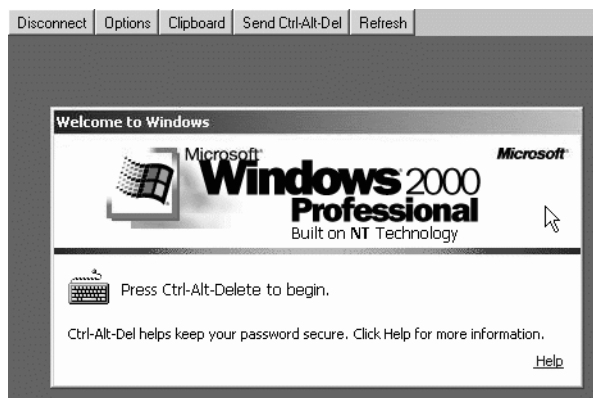 Disconnect Options Clipboard Send Ctrl-Alt-Del Refresh
Welcome to Windows
Microsoft
Microsoft
Windows 2000
Professional
Built on NT Technology
Press Ctrl-Alt-Delete to begin.
Ctrl-Alt-Del helps keep your password secure. Click Help for more information.
Help